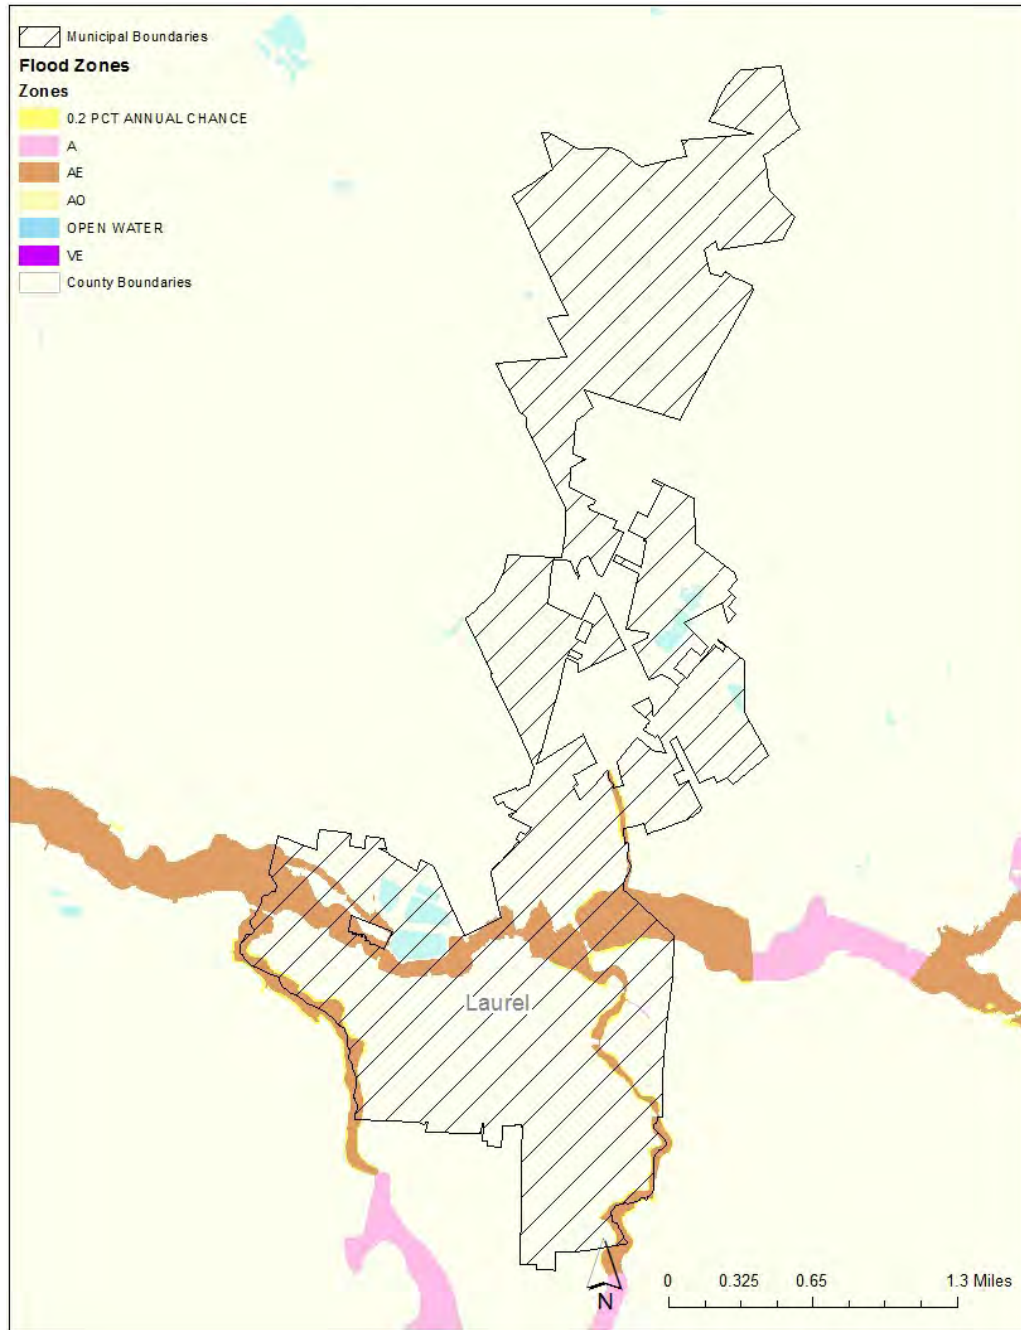 Municipal Boundaries
Flood Zones
Zones
0.2 PCT ANNUAL CHANCE
A
AE
AO
OPEN WATER
VE
County Boundaries
Laurel
N
0 0.325 0.65 1.3 Miles